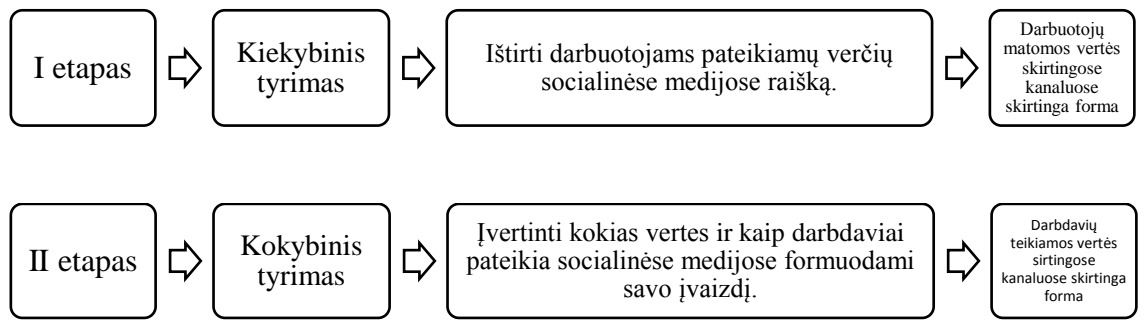 I etapas
Kiekybinis
tyrimas
Ištirti darbuotojams pateikiamų verčių
socialinėse medijose raišką.
Darbuotojų
matomos vertės
skirtingose
kanaluose
skirtinga forma
II etapas
Kokybinis
tyrimas
Įvertinti kokias vertes ir kaip darbdaviai
pateikia socialinėse medijose formuodami
savo įvaizdį.
Darbdavių
teikiamos vertės
sirtingose
kanaluose skirtinga
forma